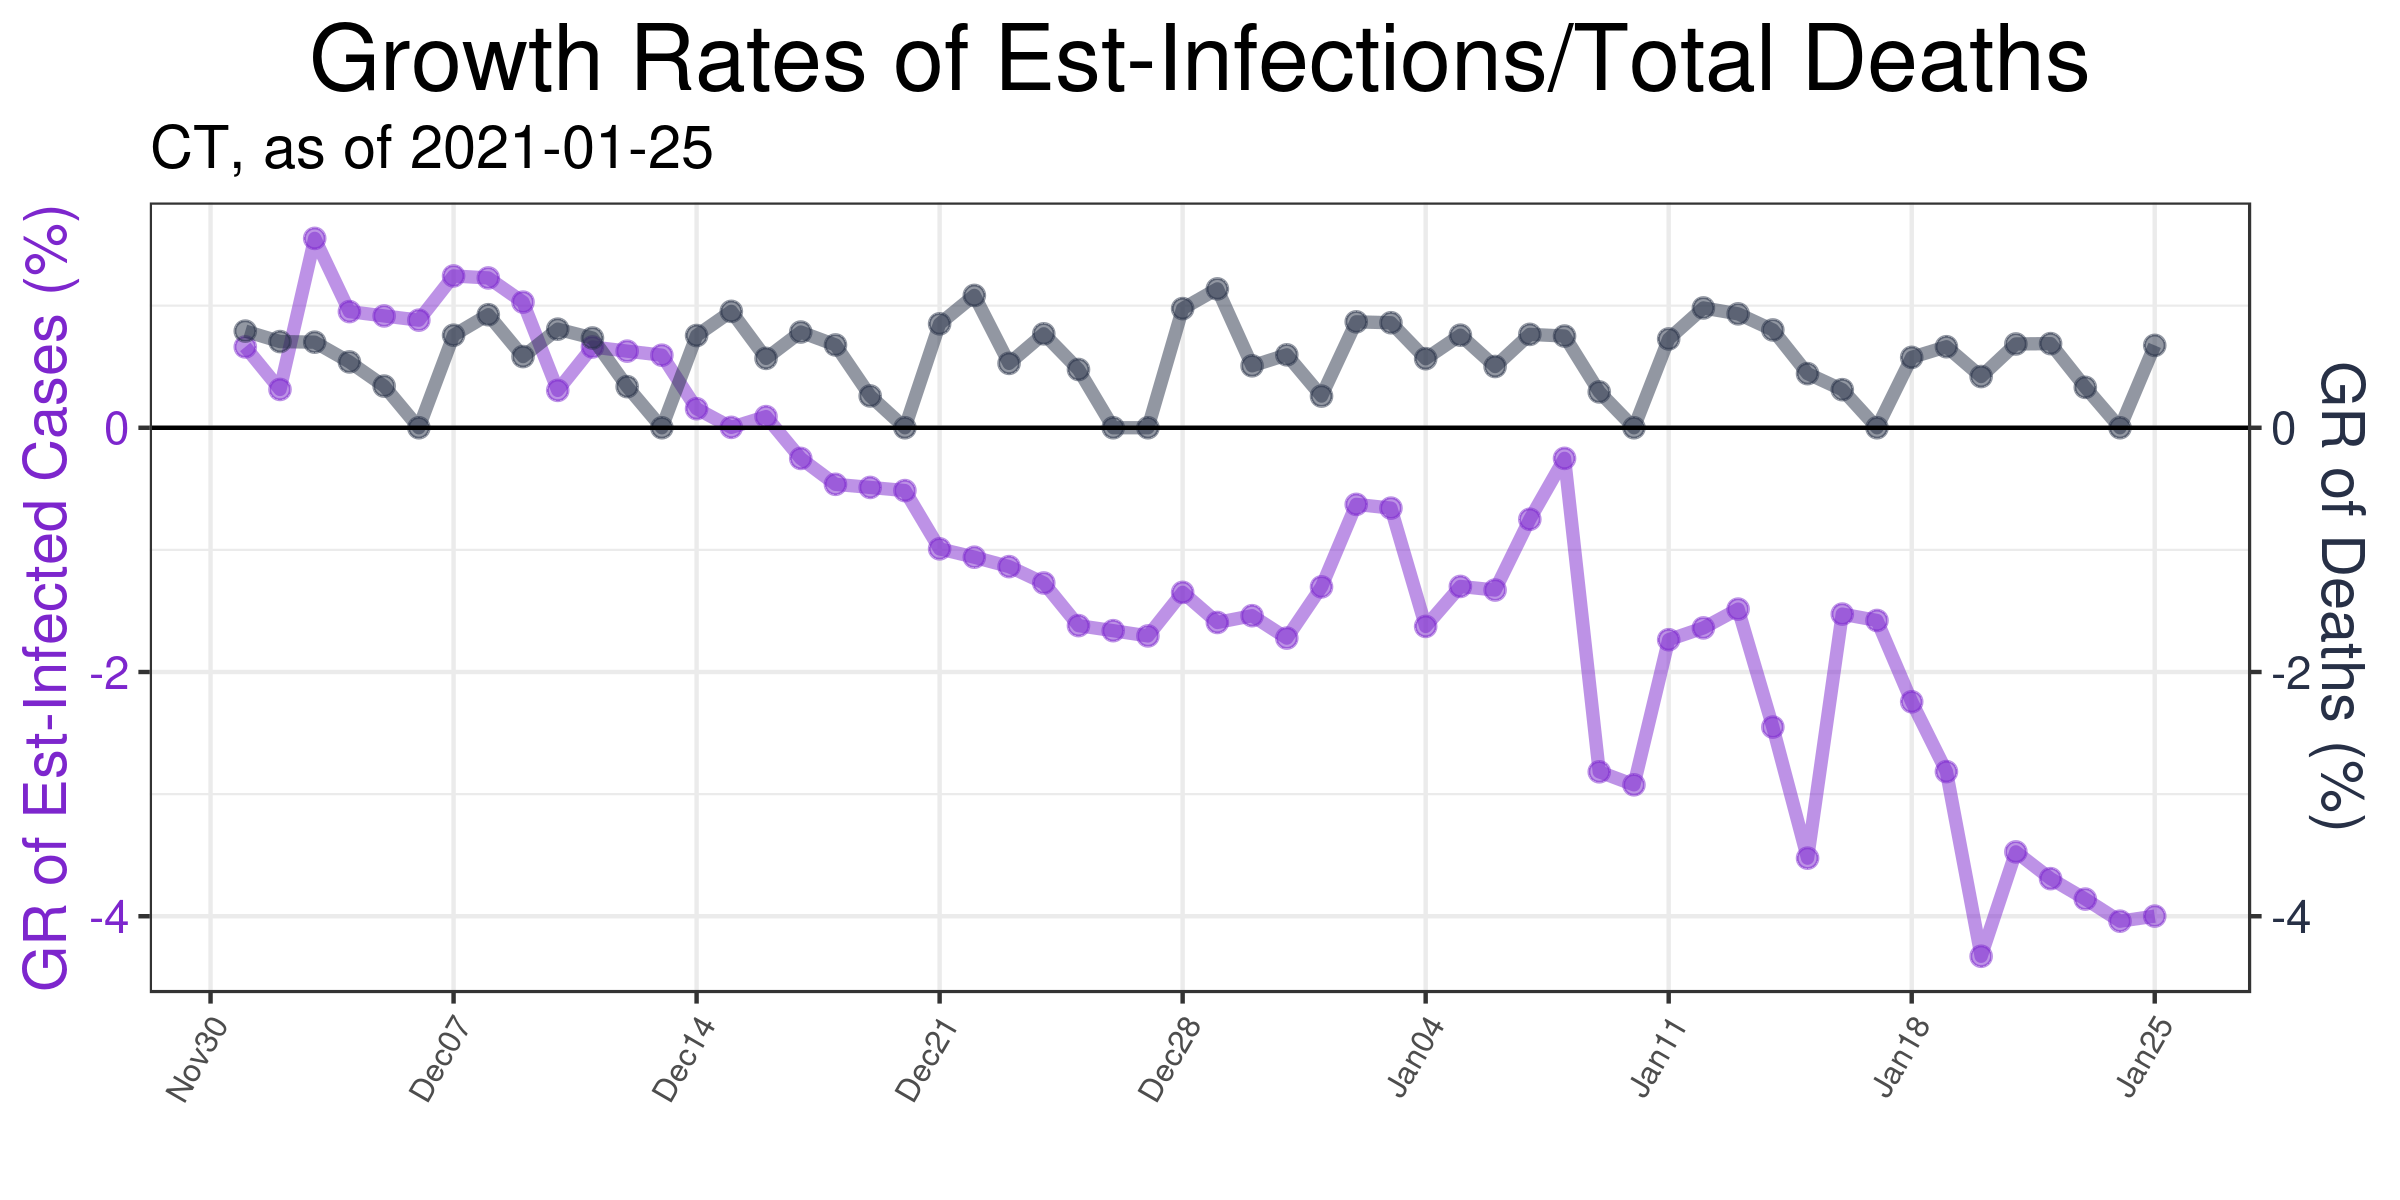 Growth Rates of Est-Infections/Total Deaths
CT, as of 2021-01-25
GR of Est-Infected Cases (%)
0
-2
-4
0
-2
-4
GR of Deaths (%)
Nov30
Dec07
Dec14
Dec21
Dec28
Jan04
Jan11
Jan18
Jan25